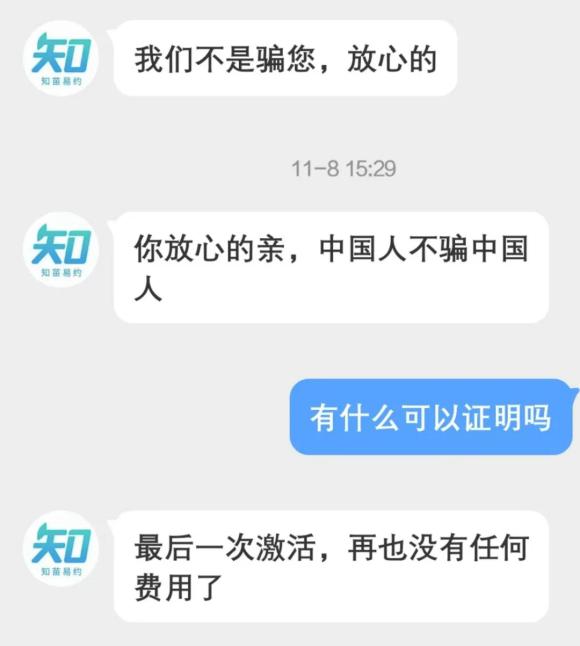 知
知苗易约
我们不是骗您，放心的
11-8 15:29
知
知苗易约
你放心的亲，中国人不骗中国
人
有什么可以证明吗
知
知苗易约
最后一次激活，再也没有任何
费用了